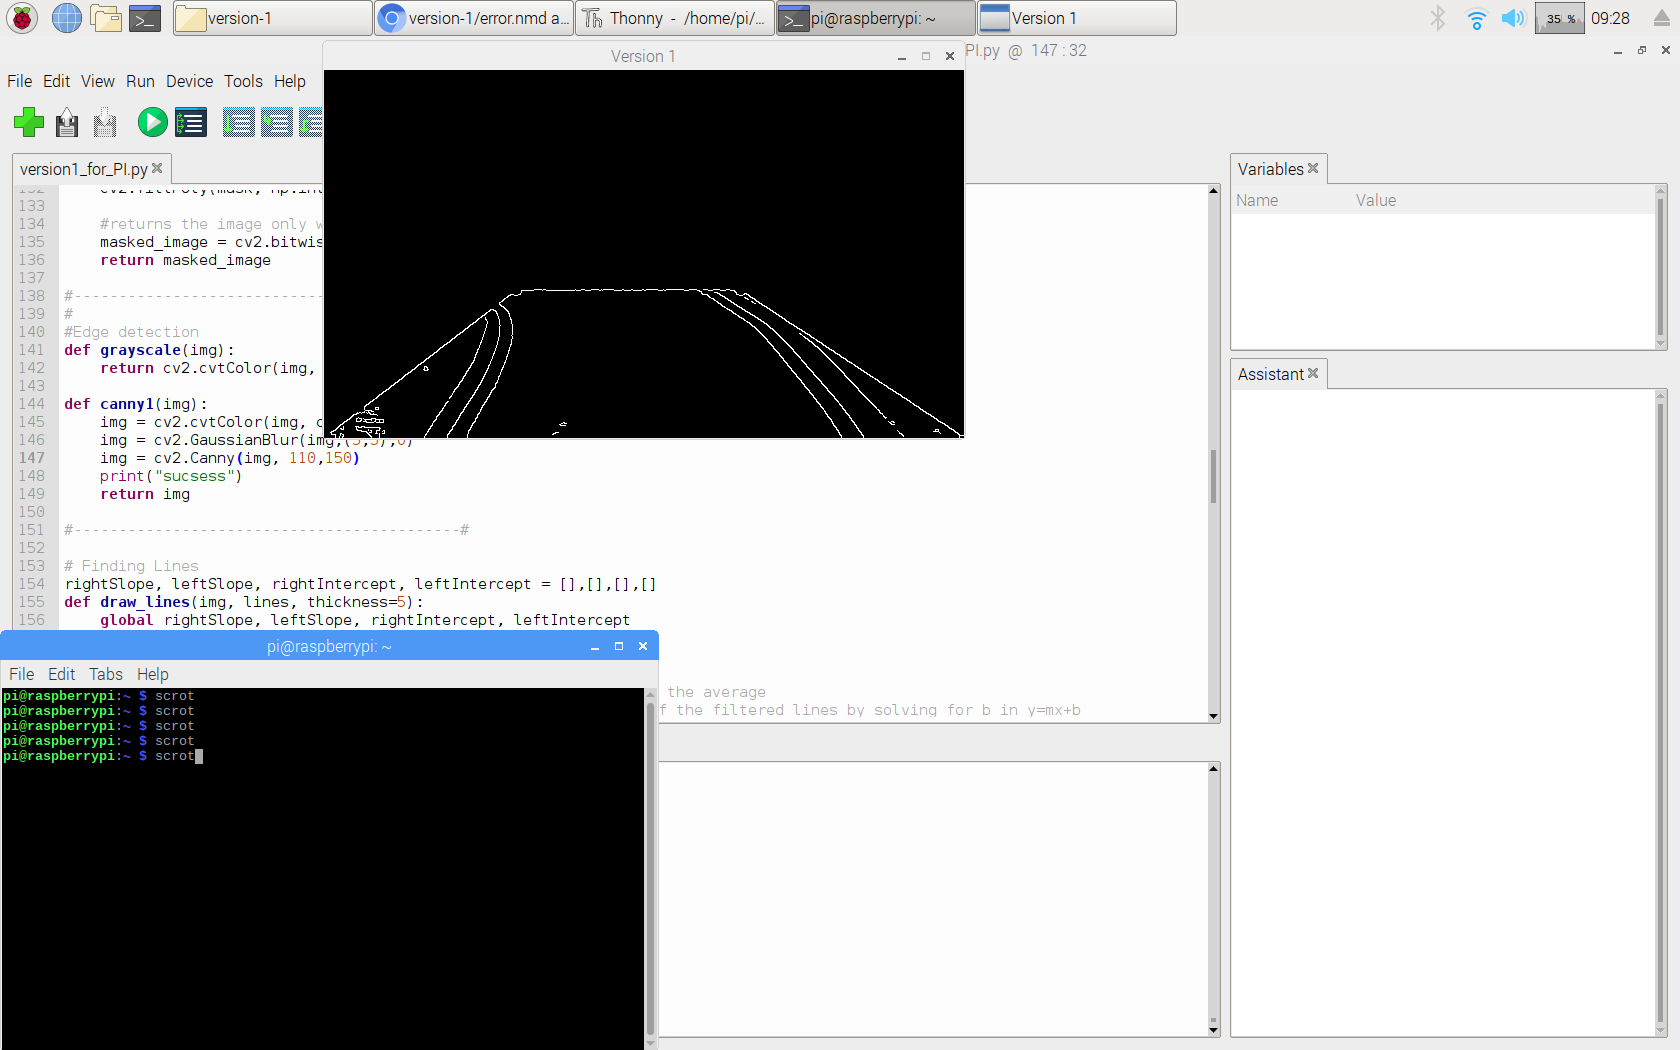 version-1
version-1/error.nmd a...
Thonny - /home/pi/...
pi@raspberrypi: ~
Version 1
35 %
09:28
Version 1
PI.py @ 147 : 32
File Edit View Run Device Tools Help
version1_for_PI.py
133
134 #returns the image only w
135 masked_image = cv2.bitwis
136 return masked_image
137
138 #----------------------------
139 #
140 #Edge detection
141 def grayscale(img):
142 return cv2.cvtColor(img,
143
144 def canny1(img):
145 img = cv2.cvtColor(img, c
146 img = cv2.GaussianBlur(img,(5,5),0)
147 img = cv2.Canny(img, 110,150)
148 print("sucsess")
149 return img
150
151 #-------------------------------------------#
152
153 # Finding Lines
154 rightSlope, leftSlope, rightIntercept, leftIntercept = [],[],[],[]
155 def draw_lines(img, lines, thickness=5):
156 global rightSlope, leftSlope, rightIntercept, leftIntercept
the average
f the filtered lines by solving for b in y=mx+b
Variables
Name Value
Assistant
pi@raspberrypi: ~
File Edit Tabs Help
pi@raspberrypi:~ $ scrot
pi@raspberrypi:~ $ scrot
pi@raspberrypi:~ $ scrot
pi@raspberrypi:~ $ scrot
pi@raspberrypi:~ $ scrot